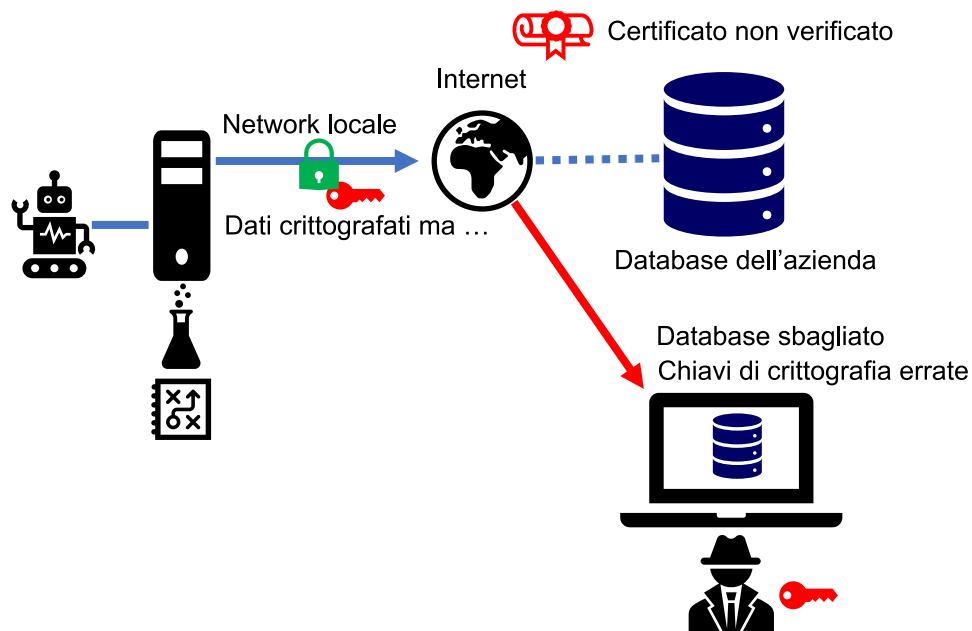 Certificato non verificato
Internet
Network locale
Dati crittografati ma …
Database dell'azienda
Database sbagliato
Chiavi di crittografia errate